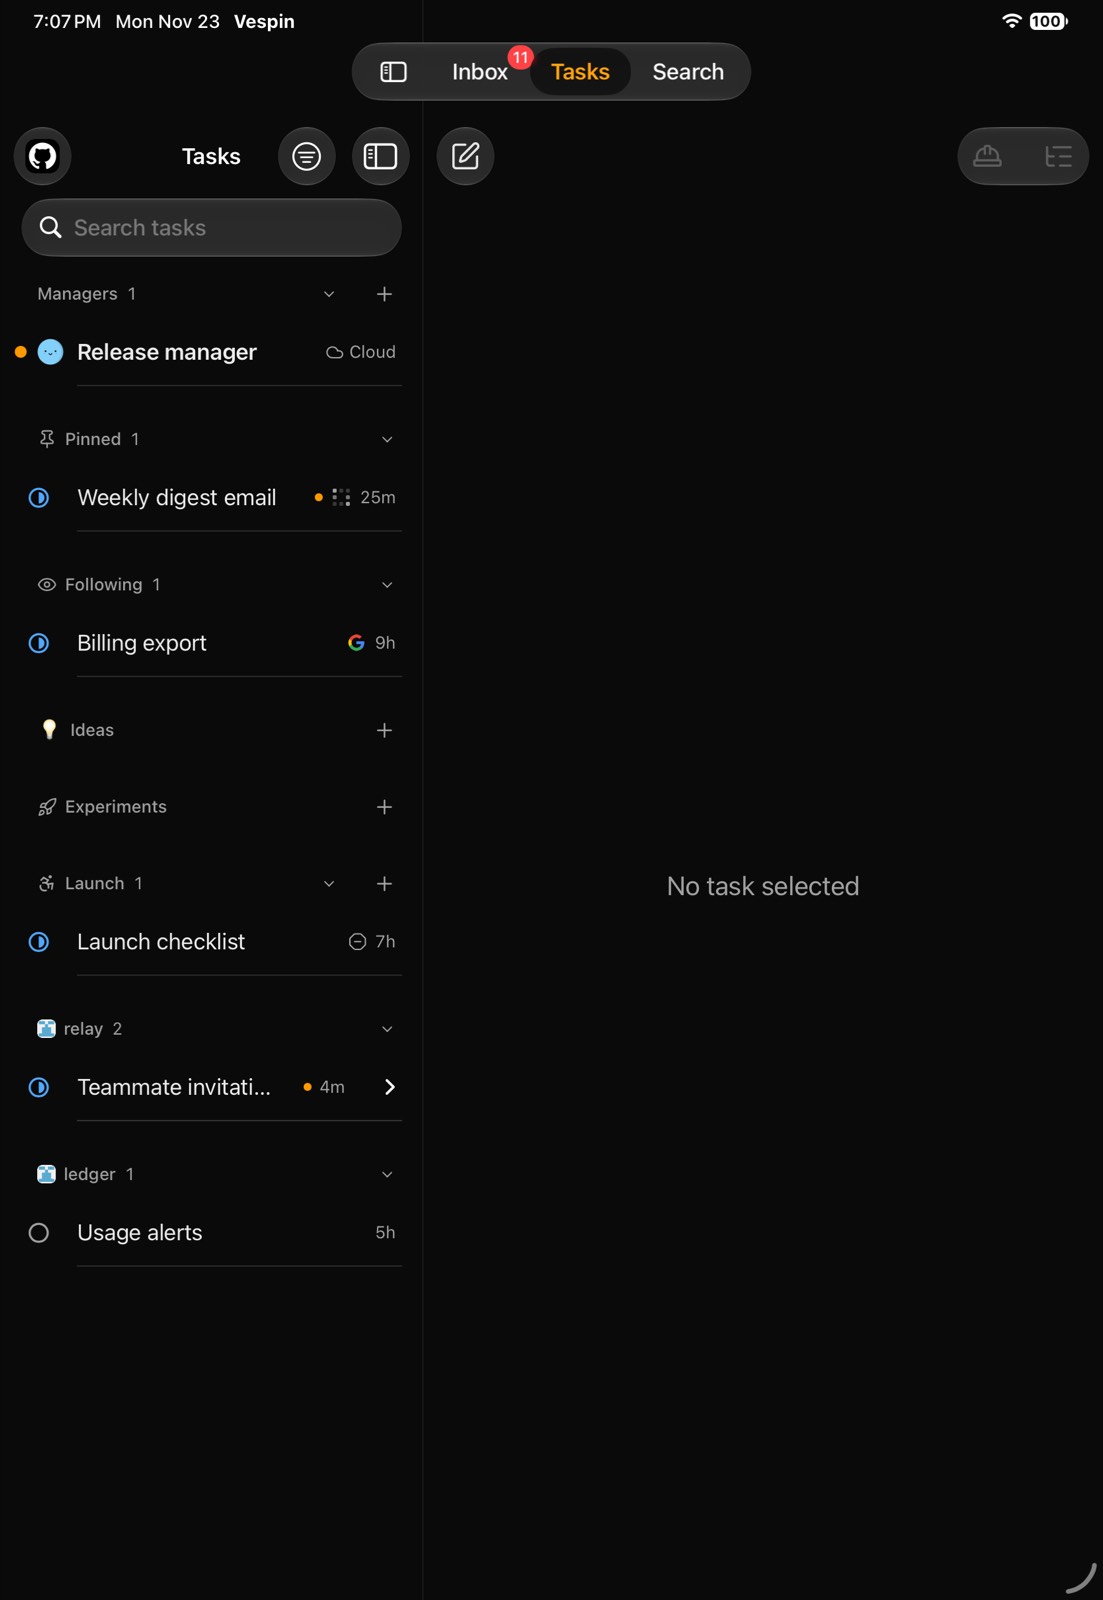 7:07 PM Mon Nov 23 Vespin
100
Inbox 11 Tasks Search
Tasks
Search tasks
Managers 1
Release manager Cloud
Pinned 1
Weekly digest email 25m
Following 1
Billing export 9h
Ideas
Experiments
Launch 1
Launch checklist 7h
relay 2
Teammate invitati... 4m
ledger 1
Usage alerts 5h
No task selected